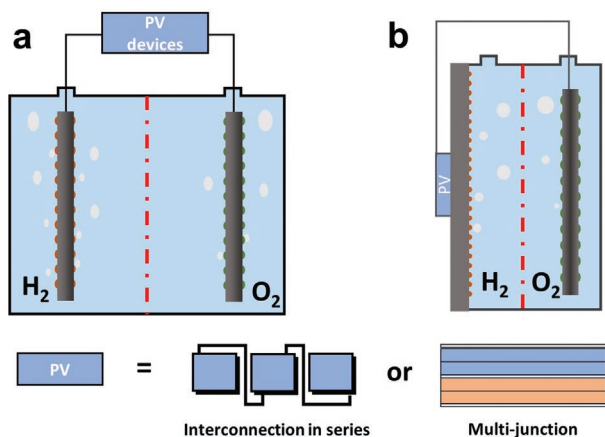 a
PV
devices
b
PV
H2
O2
H2
O2
PV
=
or
Interconnection in series
Multi-junction